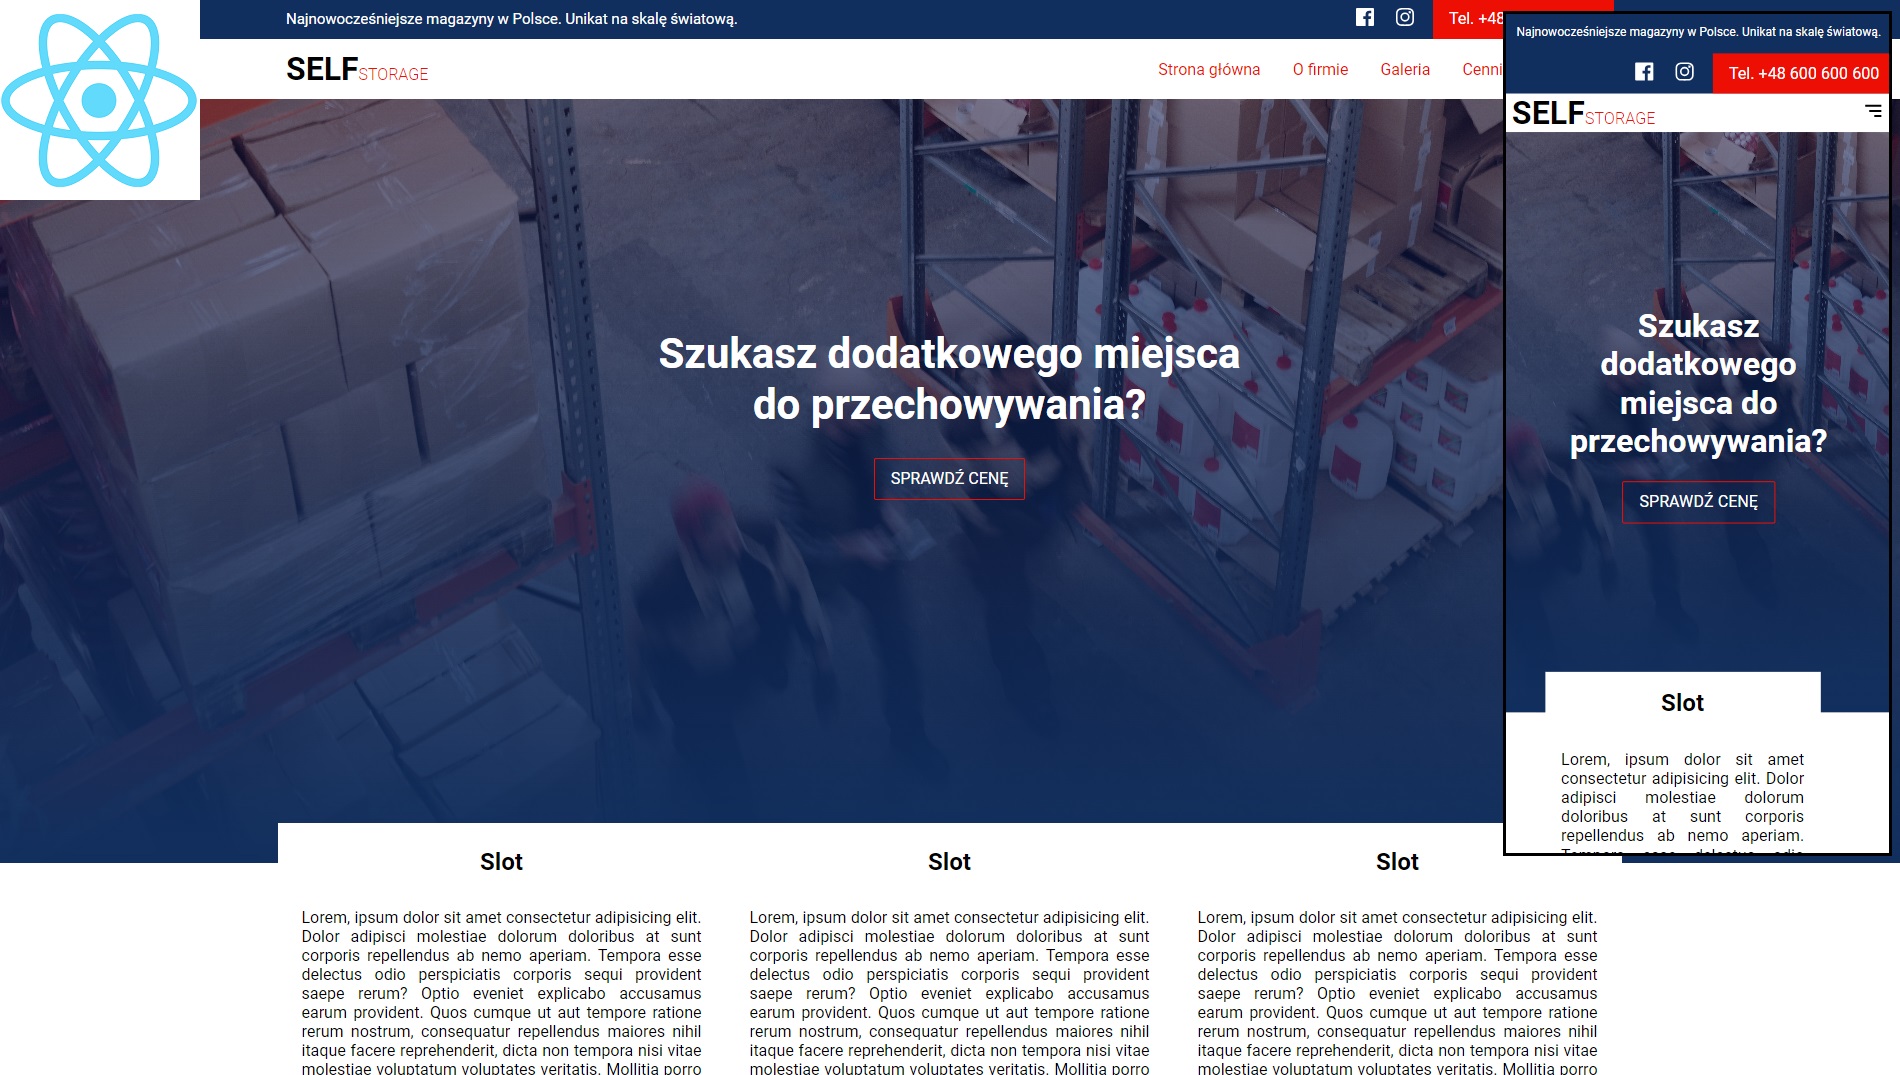 Najnowocześniejsze magazyny w Polsce. Unikat na skalę światową.
Tel. +48
SELFSTORAGE
Strona główna O firmie Galeria Cenni
Szukasz dodatkowego miejsca
do przechowywania?
SPRAWDŹ CENĘ
Slot
Lorem, ipsum dolor sit amet consectetur adipisicing elit.
Dolor adipisci molestiae dolorum doloribus at sunt
corporis repellendus ab nemo aperiam. Tempora esse
delectus odio perspiciatis corporis sequi provident
saepe rerum? Optio eveniet explicabo accusamus
earum provident. Quos cumque ut aut tempore ratione
rerum nostrum, consequatur repellendus maiores nihil
itaque facere reprehenderit, dicta non tempora nisi vitae
molestiae voluptatum voluptates veritatis. Mollitia porro
Slot
Lorem, ipsum dolor sit amet consectetur adipisicing elit.
Dolor adipisci molestiae dolorum doloribus at sunt
corporis repellendus ab nemo aperiam. Tempora esse
delectus odio perspiciatis corporis sequi provident
saepe rerum? Optio eveniet explicabo accusamus
earum provident. Quos cumque ut aut tempore ratione
rerum nostrum, consequatur repellendus maiores nihil
itaque facere reprehenderit, dicta non tempora nisi vitae
molestiae voluptatum voluptates veritatis. Mollitia porro
Slot
Lorem, ipsum dolor sit amet consectetur adipisicing elit.
Dolor adipisci molestiae dolorum doloribus at sunt
corporis repellendus ab nemo aperiam. Tempora esse
delectus odio perspiciatis corporis sequi provident
saepe rerum? Optio eveniet explicabo accusamus
earum provident. Quos cumque ut aut tempore ratione
rerum nostrum, consequatur repellendus maiores nihil
itaque facere reprehenderit, dicta non tempora nisi vitae
molestiae voluptatum voluptates veritatis. Mollitia porro
Najnowocześniejsze magazyny w Polsce. Unikat na skalę światową.
Tel. +48 600 600 600
SELFSTORAGE
Szukasz
dodatkowego
miejsca do
przechowywania?
SPRAWDŹ CENĘ
Slot
Lorem, ipsum dolor sit amet
consectetur adipisicing elit. Dolor
adipisci molestiae dolorum
doloribus at sunt corporis
repellendus ab nemo aperiam.